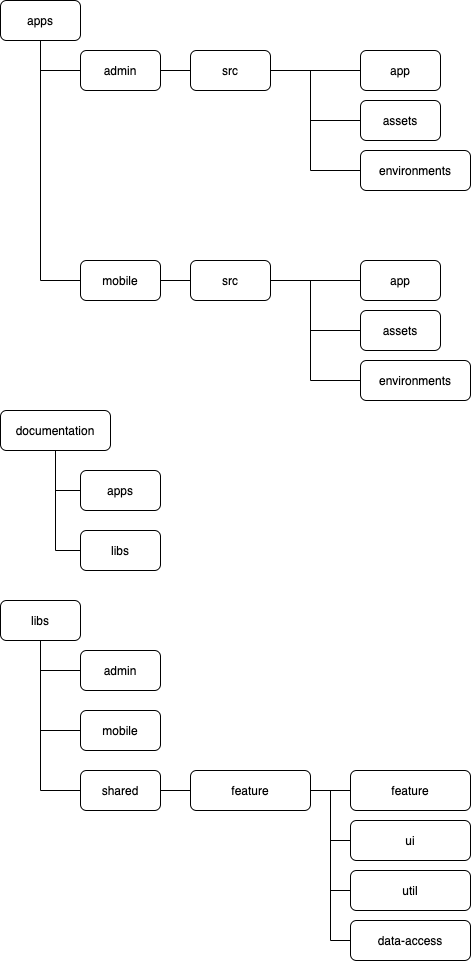 apps
admin
src
app
assets
environments
mobile
src
app
assets
environments
documentation
apps
libs
libs
admin
mobile
shared
feature
feature
ui
util
data-access